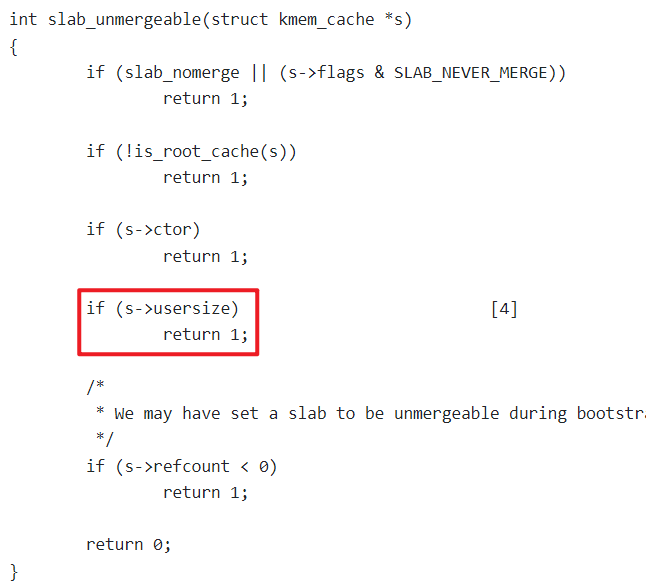 int slab_unmergeable(struct kmem_cache *s)
{
if (slab_nomerge || (s->flags & SLAB_NEVER_MERGE))
return 1;
if (!is_root_cache(s))
return 1;
if (s->ctor)
return 1;
if (s->usersize) [4]
return 1;
/*
* We may have set a slab to be unmergeable during bootstra
*/
if (s->refcount < 0)
return 1;
return 0;
}